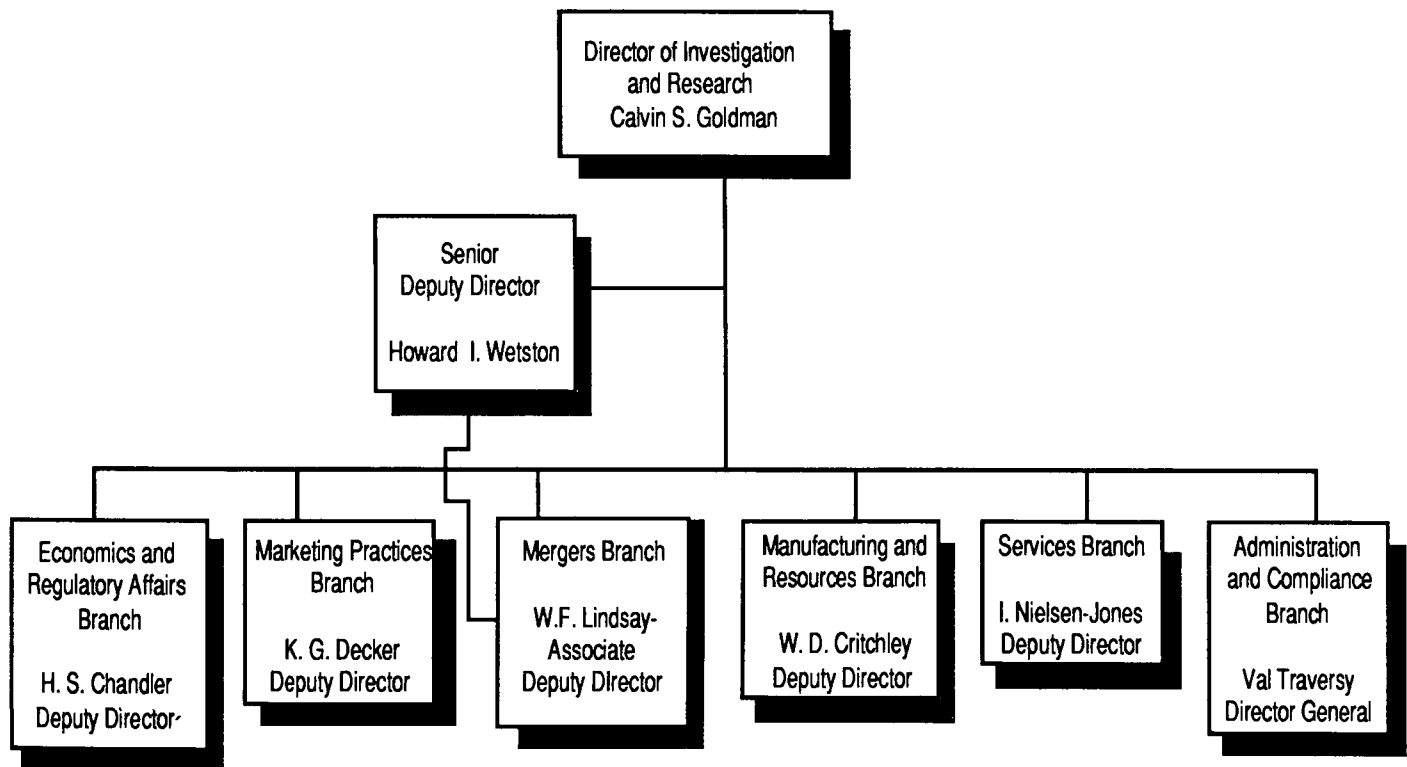 Director of Investigation
and Research
Calvin S. Goldman
Senior
Deputy Director
Howard I. Wetston
Economics and
Regulatory Affairs
Branch
H. S. Chandler
Deputy Director-
Marketing Practices
Branch
K. G. Decker
Deputy Director
Mergers Branch
W.F. Lindsay-
Associate
Deputy DIrector
Manufacturing and
Resources Branch
W. D. Critchley
Deputy Director
Services Branch
I. Nielsen-Jones
Deputy Director
Administration
and Compliance
Branch
Val Traversy
Director General